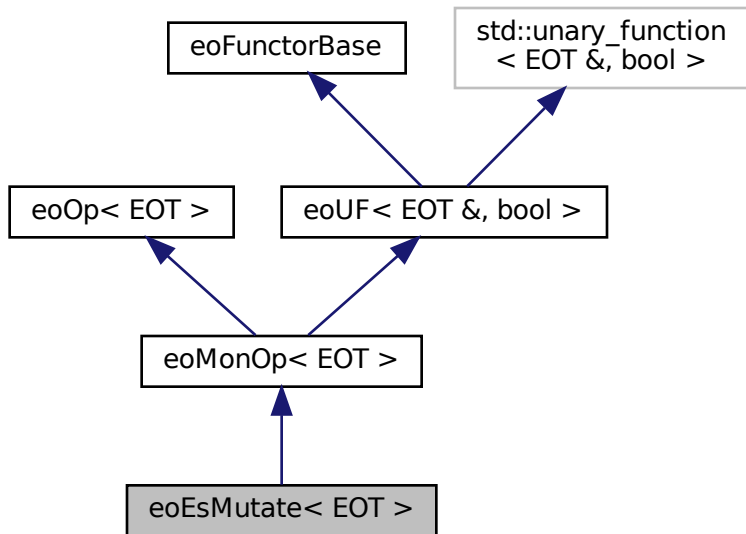 eoFunctorBase
std::unary_function
< EOT &, bool >
eoOp< EOT >
eoUF< EOT &, bool >
eoMonOp< EOT >
eoEsMutate< EOT >